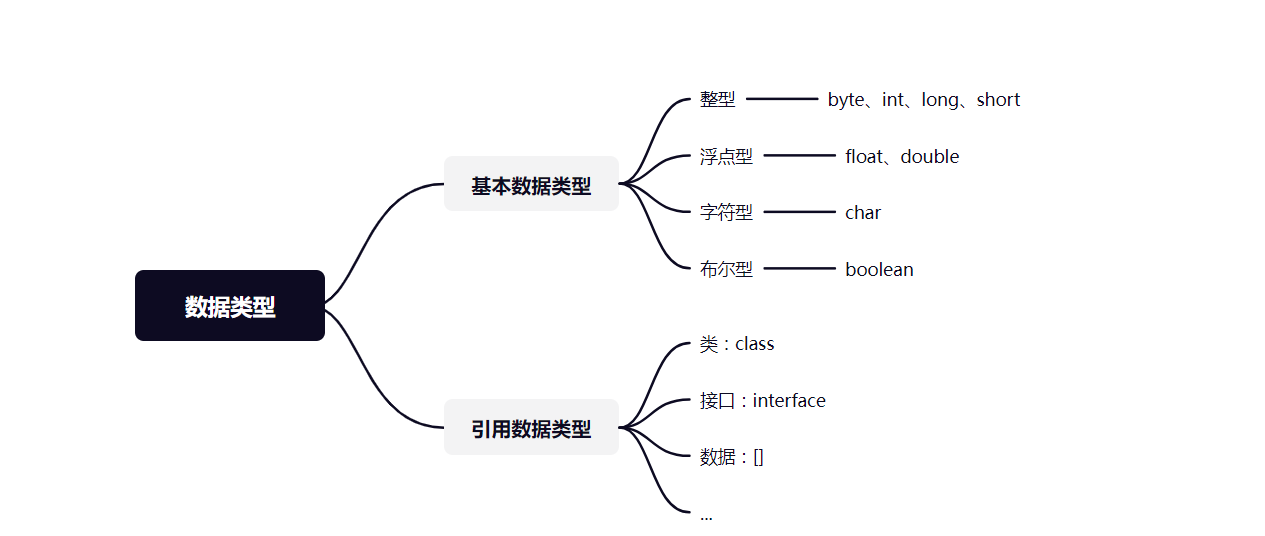 数据类型
基本数据类型
整型
byte、int、long、short
浮点型
float、double
字符型
char
布尔型
boolean
引用数据类型
类：class
接口：interface
数据：[]
...